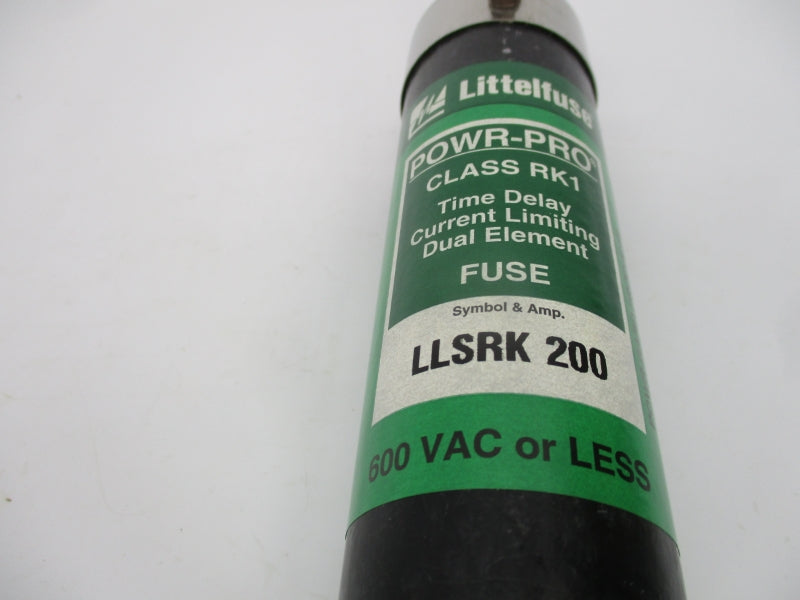 Littelfuse
POWR-PRO®
CLASS RK1
Time Delay
Current Limiting
Dual Element
FUSE
Symbol & Amp.
LLSRK 200
600 VAC or LESS